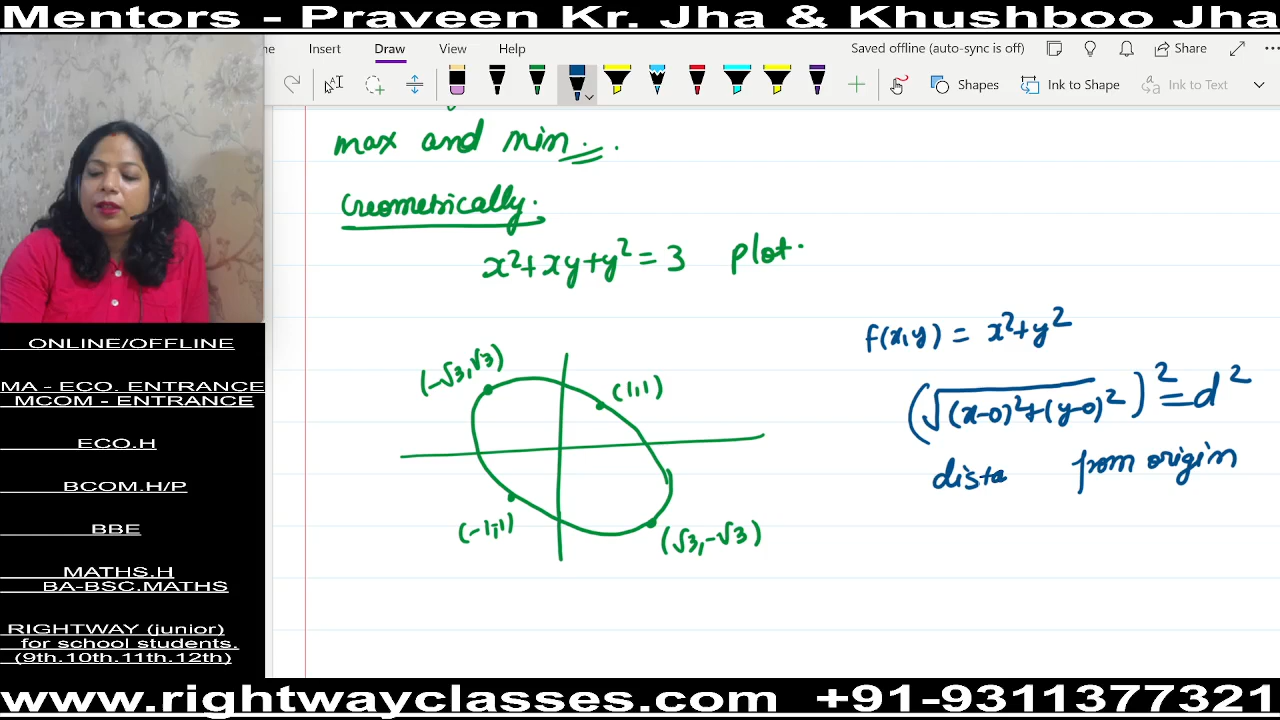 Mentors - Praveen Kr. Jha & Khushboo Jha
Insert Draw View Help Saved offline (auto-sync is off) Share
Shapes Ink to Shape Ink to Text
max and min.
Geometrically.
x²+xy+y² = 3 plot.
f(x,y) = x²+y²
(√(x-0)²+(y-0)²)² = d²
dista from origin
(-√3,√3)
(1,1)
(-1,-1)
(√3,-√3)
ONLINE/OFFLINE
MA - ECO. ENTRANCE
MCOM - ENTRANCE
ECO.H
BCOM.H/P
BBE
MATHS.H
BA-BSC.MATHS
RIGHTWAY (junior)
for school students.
(9th.10th.11th.12th)
www.rightwayclasses.com +91-9311377321